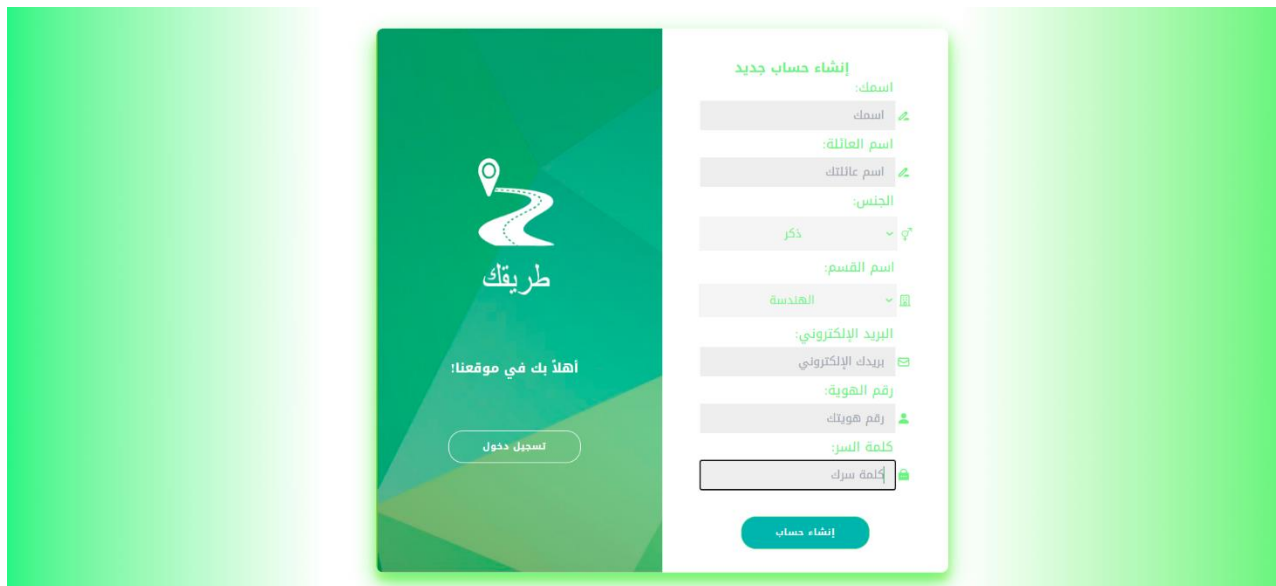 إنشاء حساب جديد
اسمك:
اسمك
اسم العائلة:
اسم عائلتك
الجنس:
ذكر
اسم القسم:
الهندسة
البريد الإلكتروني:
بريدك الإلكتروني
رقم الهوية:
رقم هويتك
كلمة السر:
كلمة سرك
إنشاء حساب
طريقك
أهلاً بك في موقعنا!
تسجيل دخول